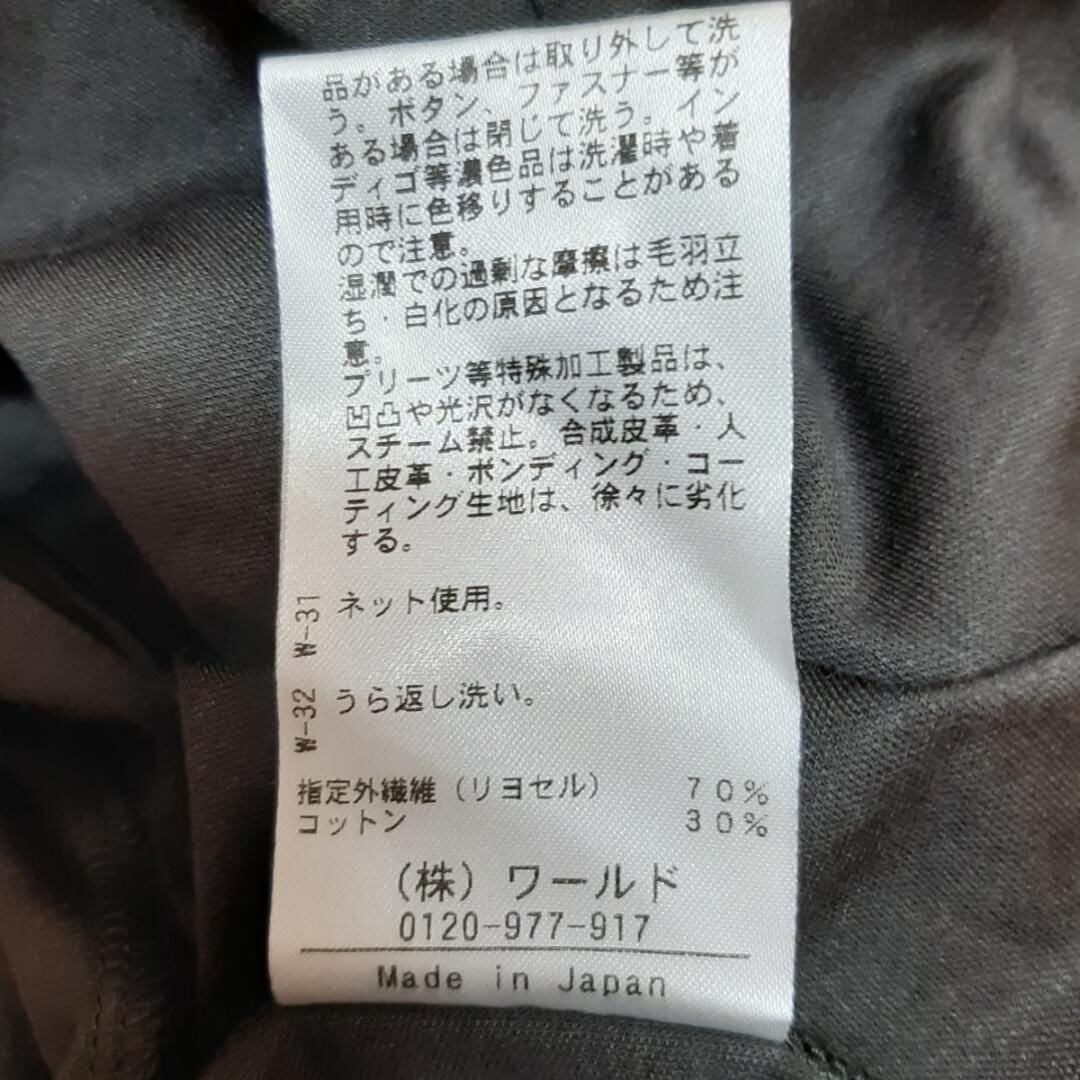 品がある場合は取り外して洗
う。ボタン、ファスナー等が
ある場合は閉じて洗う。イン
ディゴ等濃色品は洗濯時や着
用時に色移りすることがある
ので注意。
湿潤での過剰な摩擦は毛羽立
ち・白化の原因となるため注
意。
プリーツ等特殊加工製品は、
凹凸や光沢がなくなるため、
スチーム禁止。合成皮革・人
工皮革・ボンディング・コー
ティング生地は、徐々に劣化
する。
W-31 ネット使用。
W-32 うら返し洗い。
指定外繊維（リヨセル） 70%
コットン 30%
（株）ワールド
0120-977-917
Made in Japan